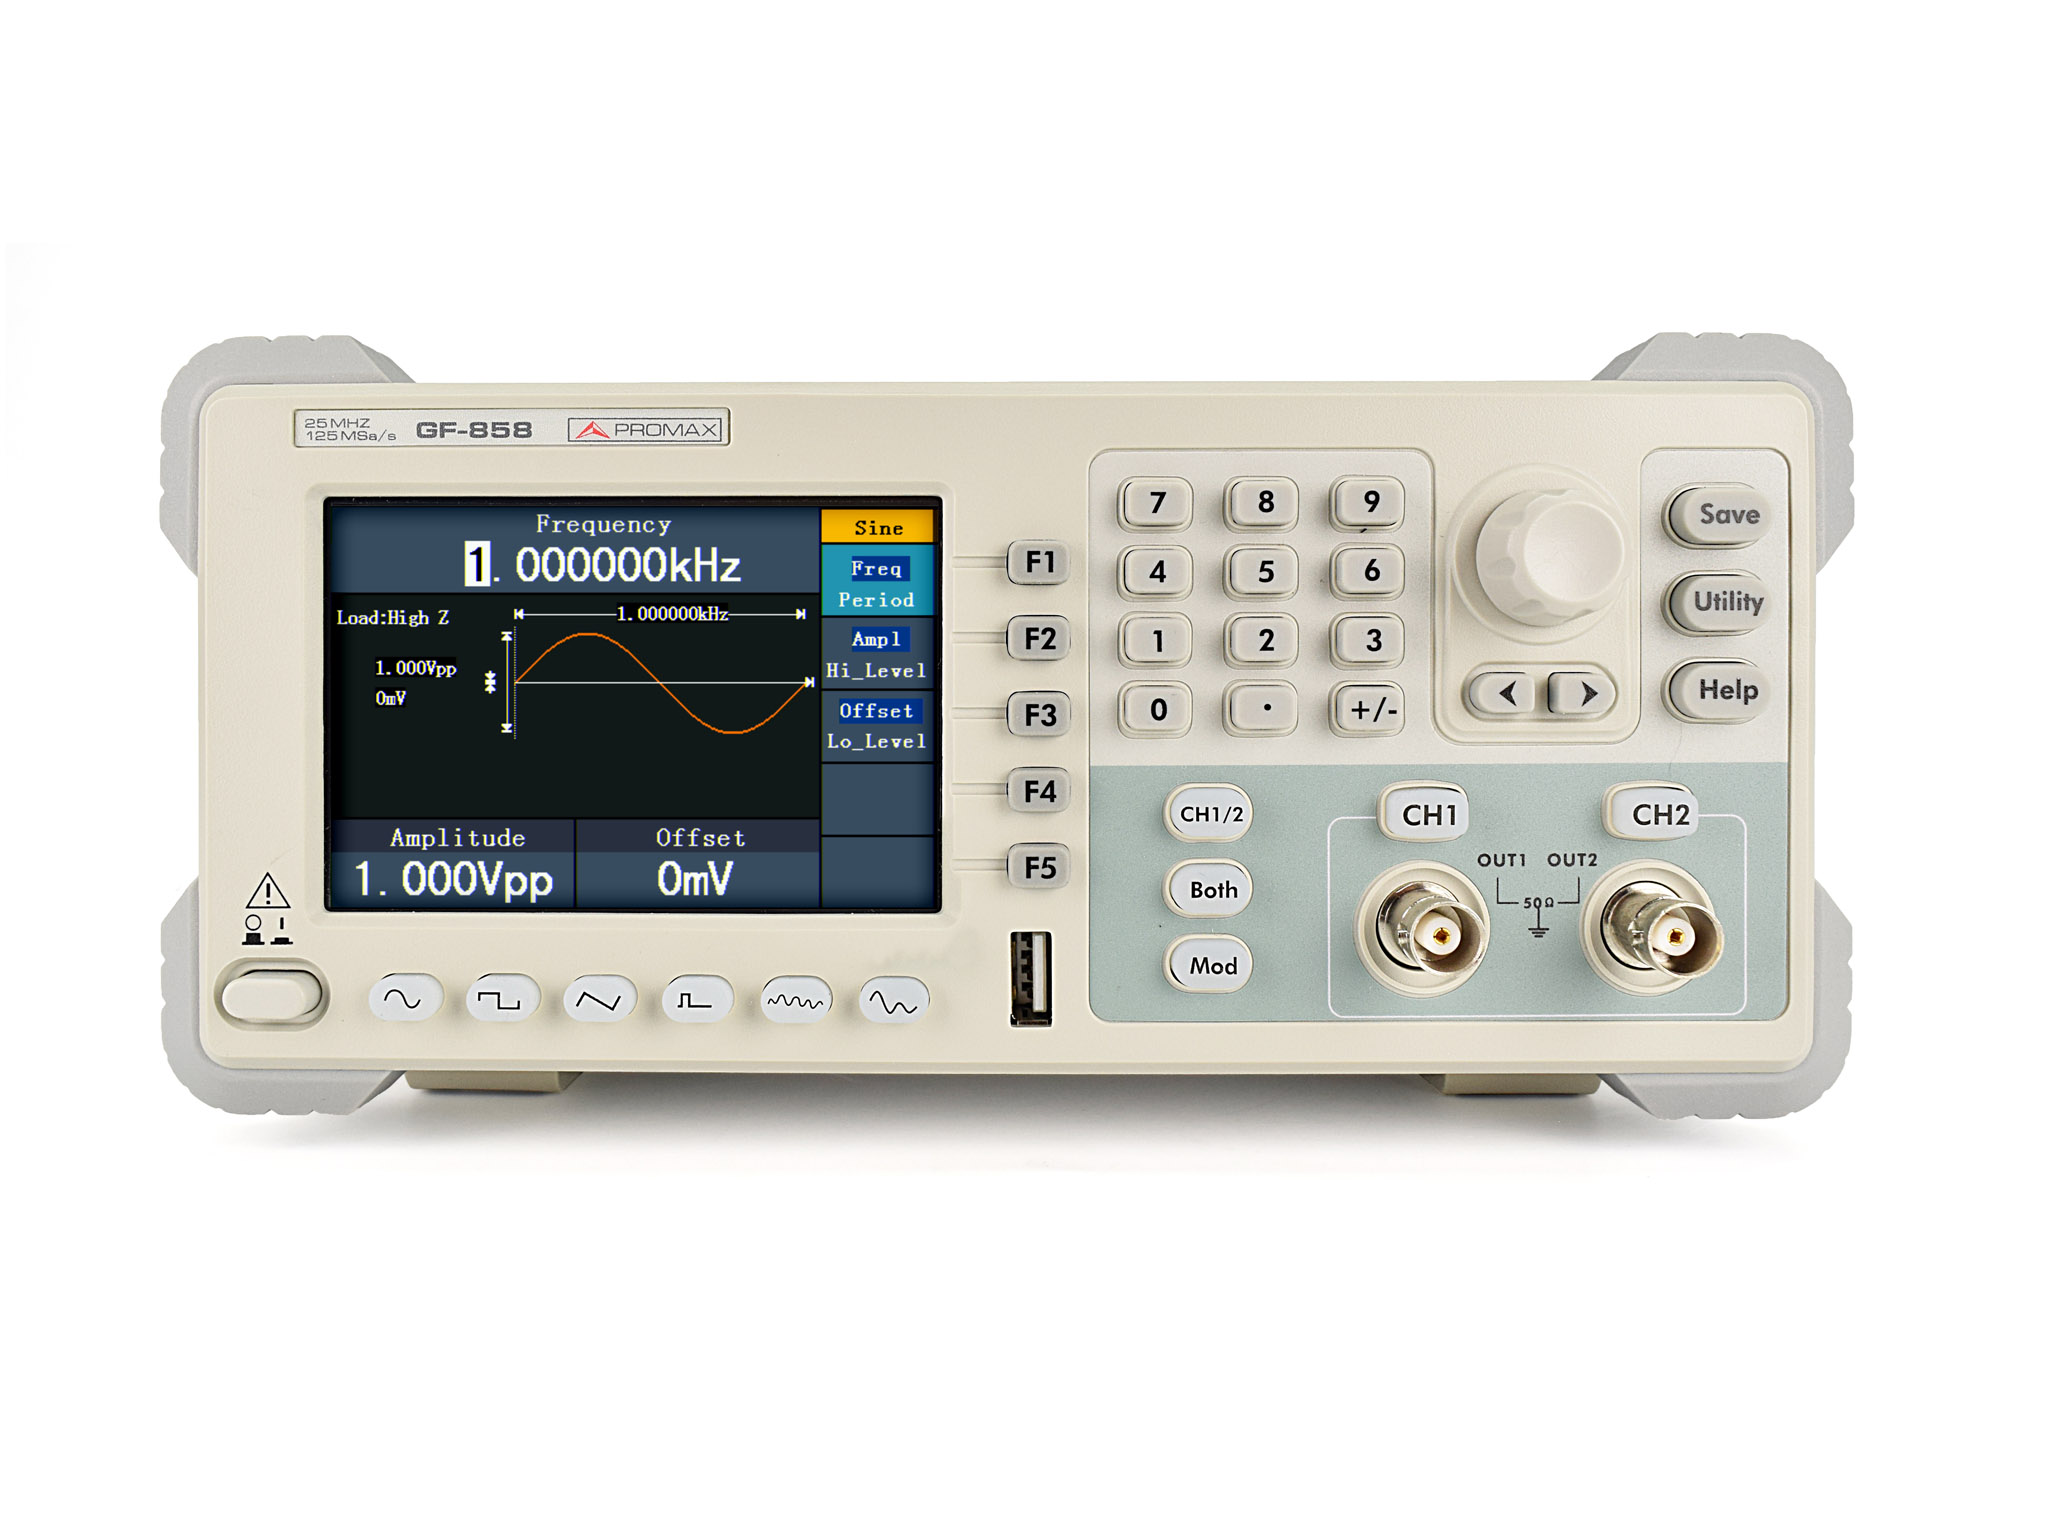 25MHZ
125MSa/s
GF-858
PROMAX
Frequency
1.000000kHz
Load:High Z
1.000000kHz
1.000Vpp
0mV
Amplitude
1.000Vpp
Offset
0mV
Sine
Freq
Period
Ampl
Hi_Level
Offset
Lo_Level
F1
F2
F3
F4
F5
7 8 9
4 5 6
1 2 3
0 . +/-
Save
Utility
Help
CH1/2
Both
Mod
CH1
CH2
OUT1 OUT2
50Ω